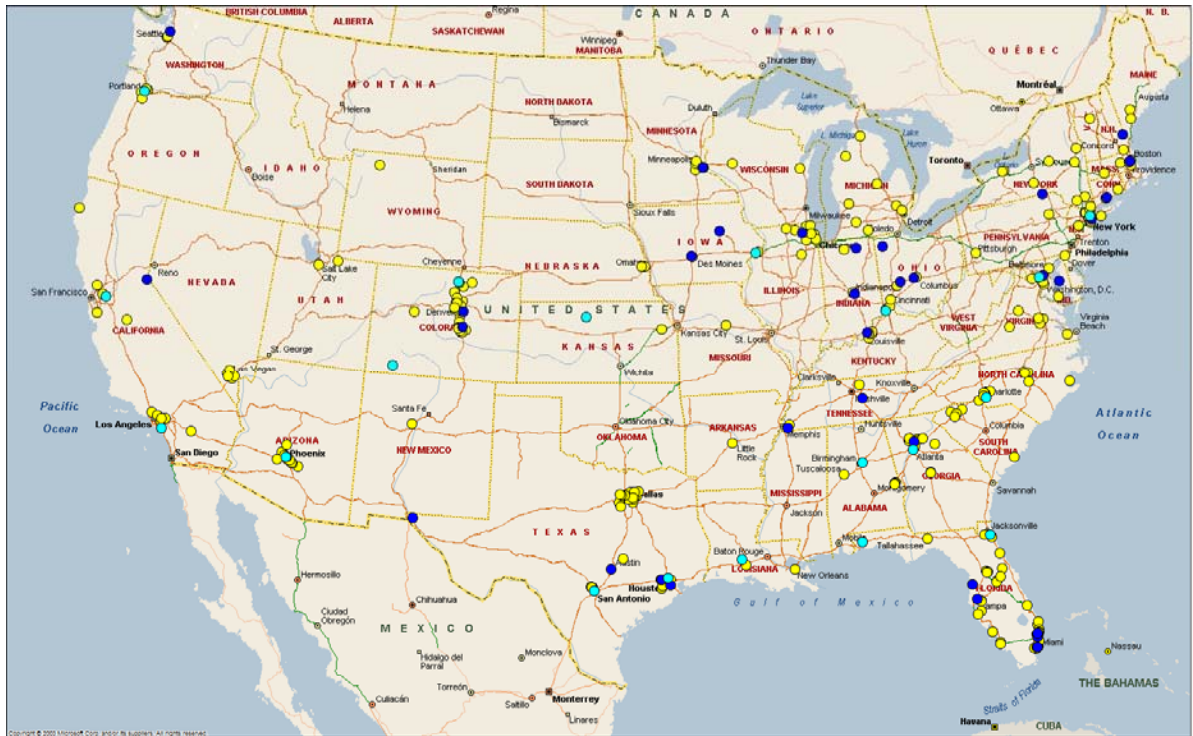 BRITISH COLUMBIA
ALBERTA
Regina
SASKATCHEWAN
CANADA
Winnipeg
MANITOBA
ONTARIO
Thunder Bay
QUÉBEC
N. B.
Seattle
WASHINGTON
Portland
MONTANA
Helena
NORTH DAKOTA
Bismarck
Duluth
MINNESOTA
Lake Superior
Montréal
Ottawa
MAINE
Augusta
N.H.
Concord
OREGON
IDAHO
Boise
Sheridan
Minneapolis
WISCONSIN
Lake Huron
Toronto
Boston
Providence
MASS
CONN
SOUTH DAKOTA
WYOMING
Sioux Falls
MICHIGAN
Milwaukee
Detroit
NEW YORK
New York
Reno
NEVADA
Salt Lake City
Cheyenne
NEBRASKA
Omaha
IOWA
Des Moines
Toledo
PENNSYLVANIA
Pittsburgh
Trenton
Philadelphia
Dover
San Francisco
CALIFORNIA
UTAH
Denver
COLORADO
UNITED STATES
ILLINOIS
INDIANA
Indianapolis
OHIO
Columbus
Cincinnati
Baltimore
Washington, D.C.
WEST VIRGINIA
VIRGINIA
Virginia Beach
St. George
Las Vegas
KANSAS
Kansas City
Wichita
St. Louis
MISSOURI
Louisville
KENTUCKY
Clarksville
Nashville
Knoxville
NORTH CAROLINA
Charlotte
Pacific Ocean
Los Angeles
San Diego
ARIZONA
Phoenix
Santa Fe
NEW MEXICO
Oklahoma City
OKLAHOMA
ARKANSAS
Little Rock
TENNESSEE
Memphis
Huntsville
Columbia
SOUTH CAROLINA
Atlantic Ocean
Birmingham
Tuscaloosa
Atlanta
GEORGIA
Dallas
TEXAS
MISSISSIPPI
Jackson
ALABAMA
Montgomery
Savannah
Mobile
Tallahassee
Jacksonville
Baton Rouge
LOUISIANA
New Orleans
Austin
San Antonio
Gulf of Mexico
FLORIDA
Tampa
Miami
Hermosillo
Ciudad Obregón
Chihuahua
MEXICO
Hidalgo del Parral
Monclova
Torreón
Culiacán
Saltillo
Monterrey
Linares
Nassau
THE BAHAMAS
Straits of Florida
Havana
CUBA